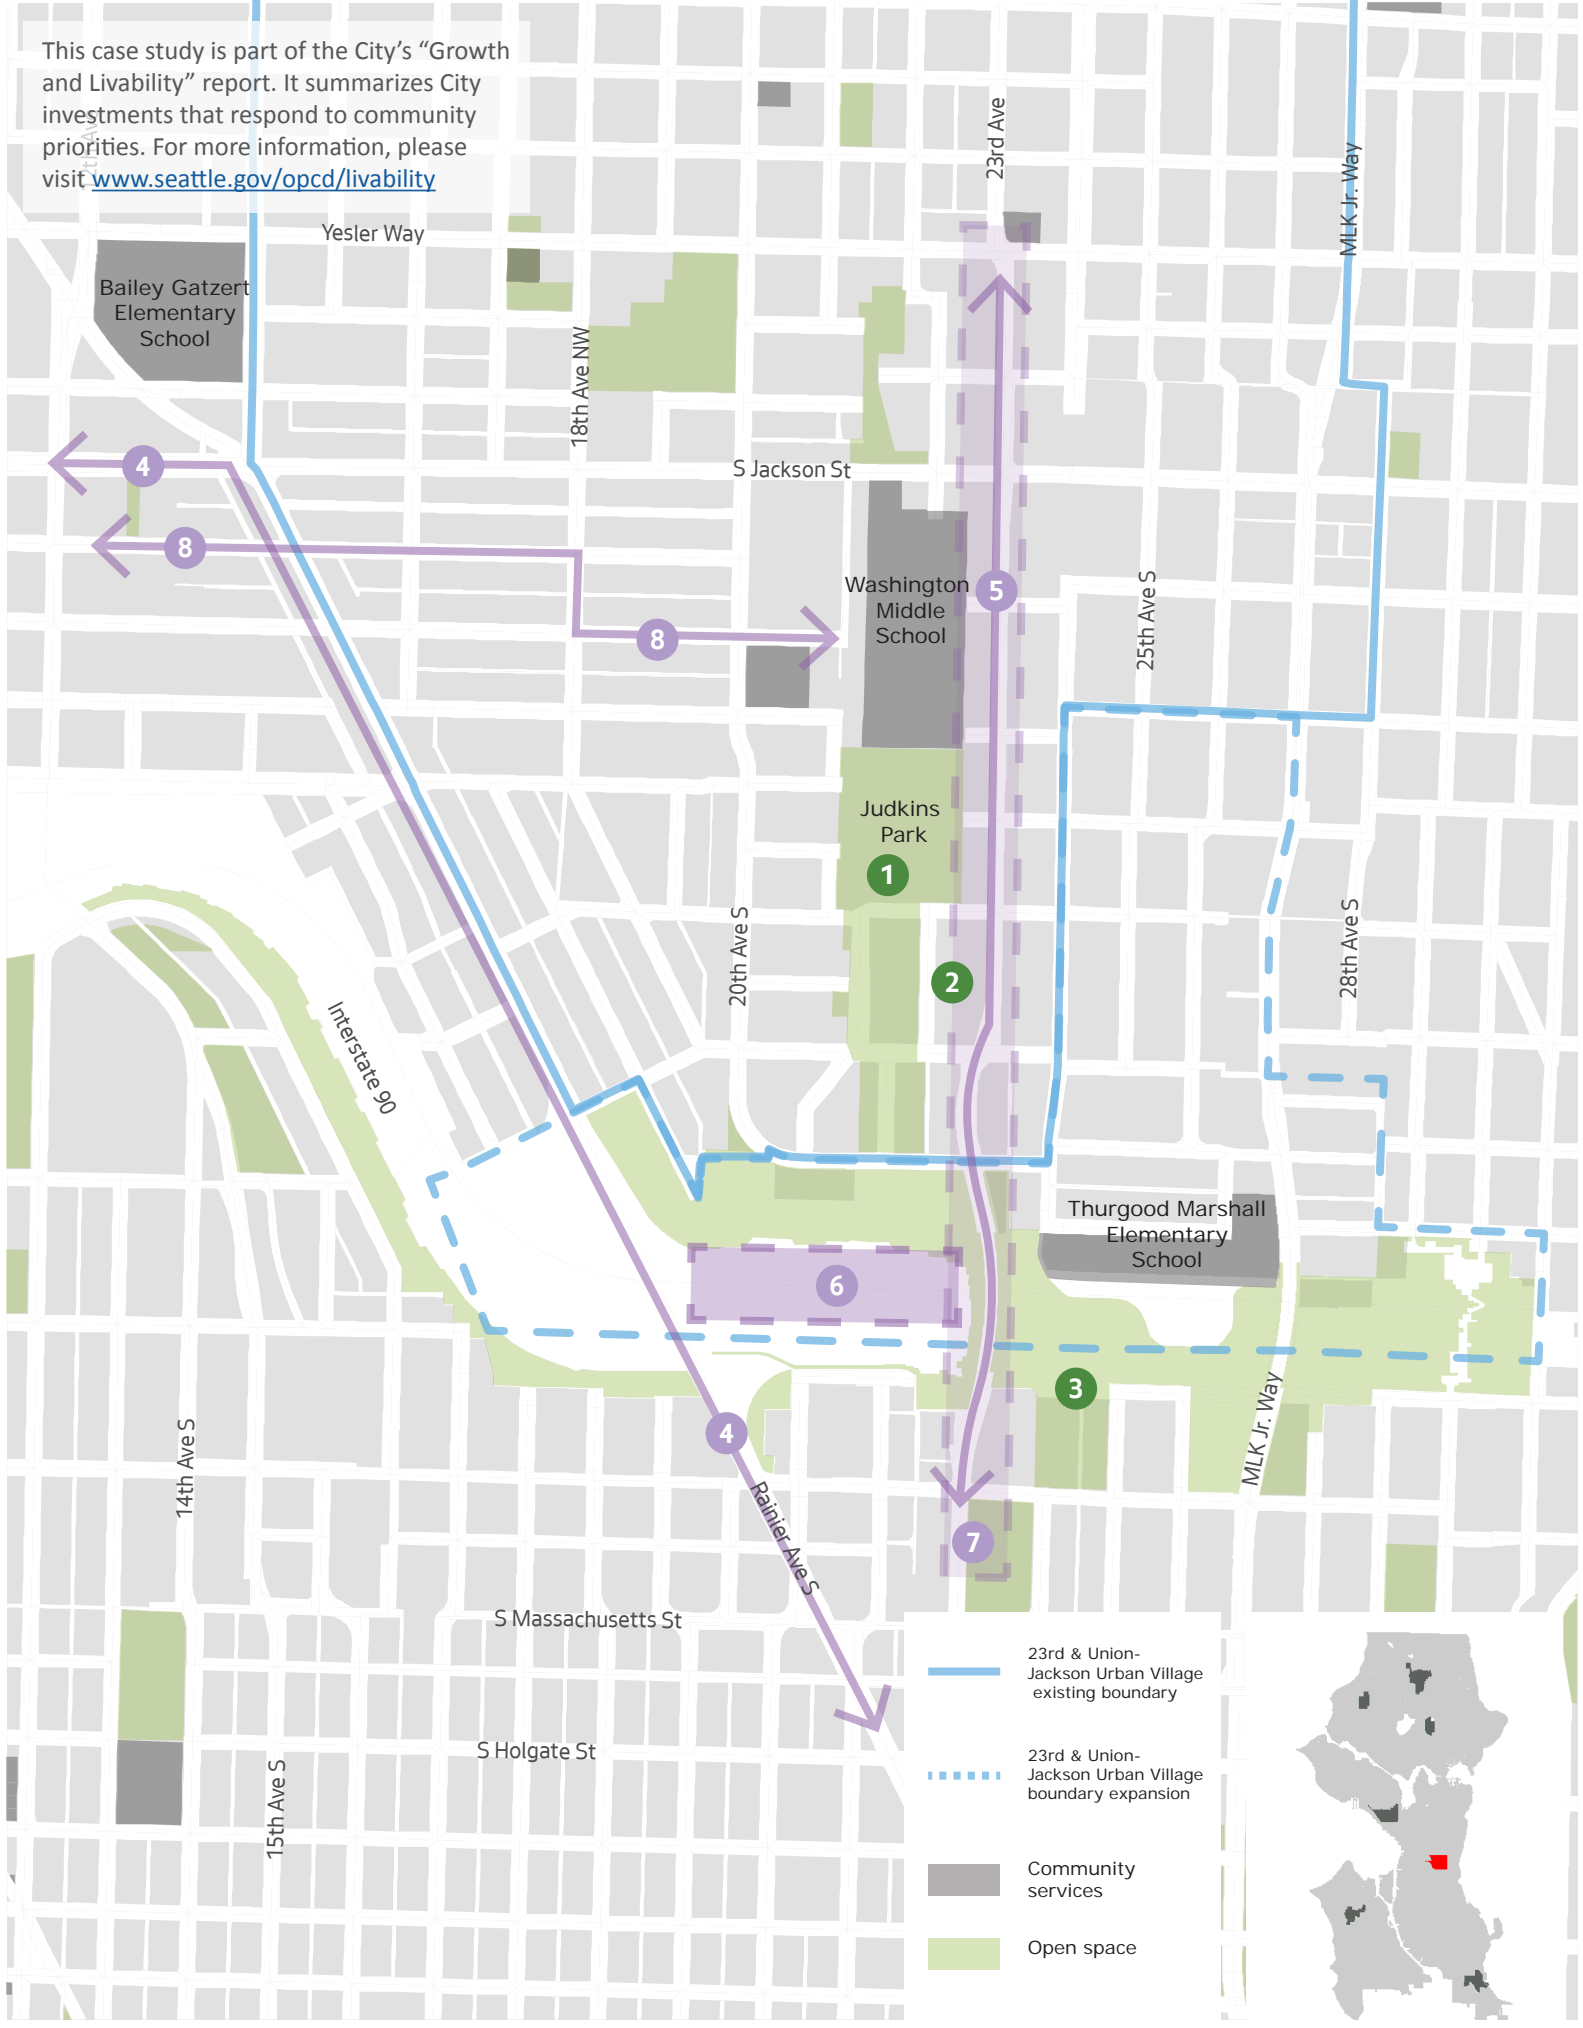 This case study is part of the City’s “Growth
and Livability” report. It summarizes City
investments that respond to community
priorities. For more information, please
visit www.seattle.gov/opcd/livability
12th Ave
23rd Ave
MLK Jr. Way
Yesler Way
Bailey Gatzert
Elementary
School
18th Ave NW
4
S Jackson St
8
Washington
Middle
School
5
25th Ave S
8
Judkins
Park
1
20th Ave S
2
28th Ave S
Interstate 90
Thurgood Marshall
Elementary
School
6
3
MLK Jr. Way
14th Ave S
4
Rainier Ave S
7
S Massachusetts St
S Holgate St
15th Ave S
23rd & Union-
Jackson Urban Village
existing boundary
23rd & Union-
Jackson Urban Village
boundary expansion
Community
services
Open space